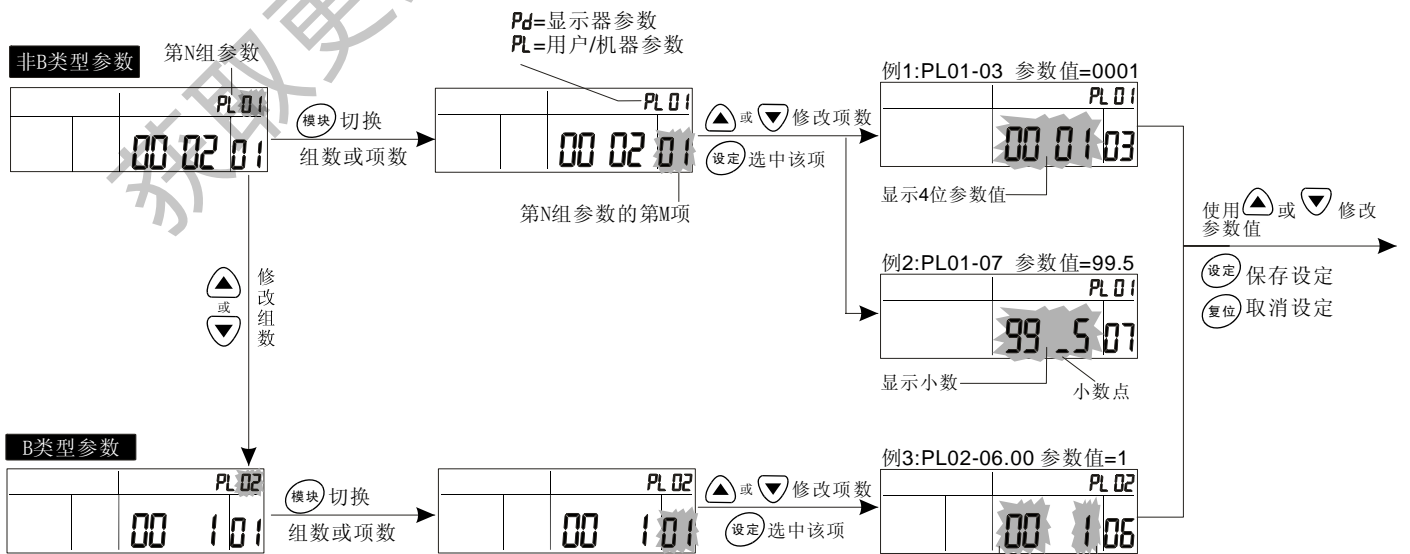 获取更
Pd=显示器参数
PL=用户/机器参数
非B类型参数
第N组参数
PL 01
00 02 01
模块 切换
组数或项数
PL 01
00 02 01
第N组参数的第M项
或 修改项数
设定 选中该项
例1:PL01-03 参数值=0001
PL 01
00 01 03
显示4位参数值
例2:PL01-07 参数值=99.5
PL 01
99 _5 07
显示小数
小数点
使用 或 修改
参数值
设定 保存设定
复位 取消设定
或
修改组数
B类型参数
PL 02
00 1 01
模块 切换
组数或项数
PL 02
00 1 01
或 修改项数
设定 选中该项
例3:PL02-06.00 参数值=1
PL 02
00 1 06